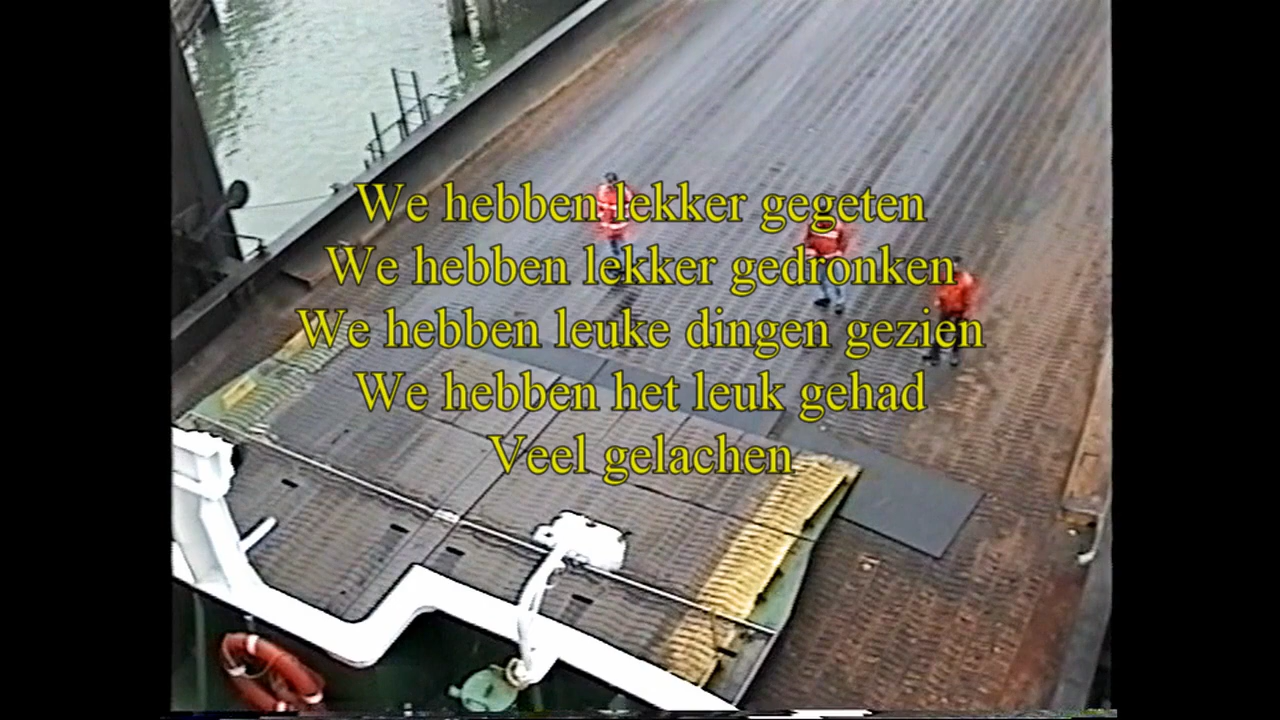 We hebben lekker gegeten
We hebben lekker gedronken
We hebben leuke dingen gezien
We hebben het leuk gehad
Veel gelachen